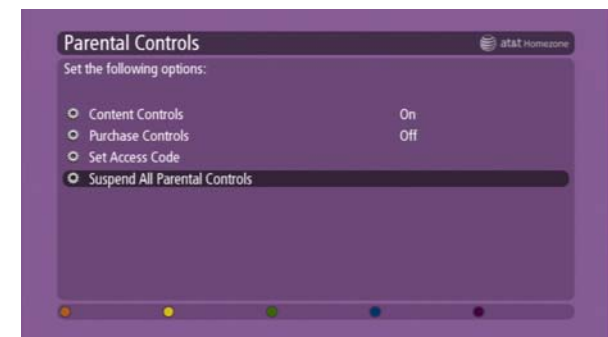 Parental Controls
at&t Homezone
Set the following options:
Content Controls On
Purchase Controls Off
Set Access Code
Suspend All Parental Controls